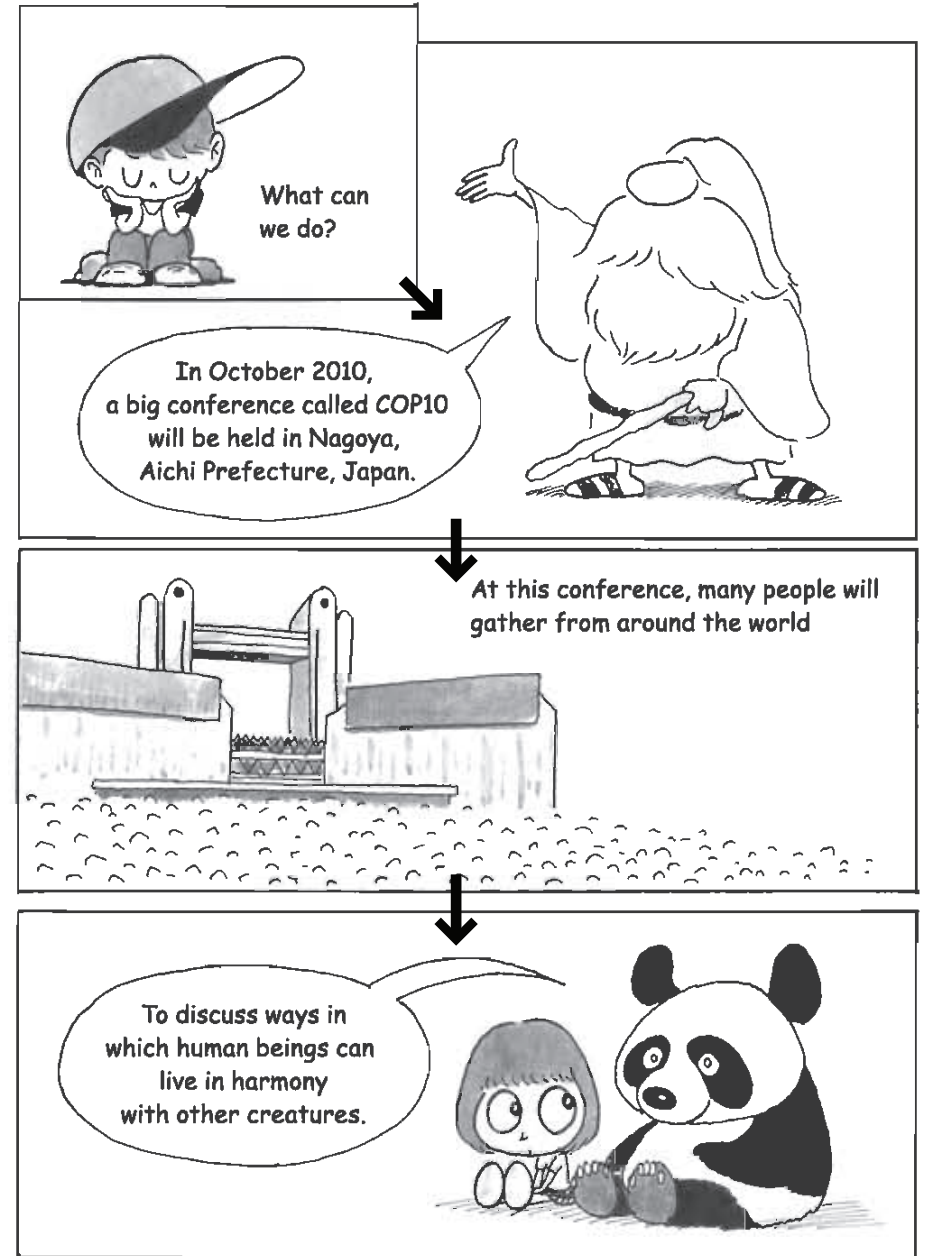 What can
we do?
In October 2010,
a big conference called COP10
will be held in Nagoya,
Aichi Prefecture, Japan.
At this conference, many people will
gather from around the world
To discuss ways in
which human beings can
live in harmony
with other creatures.